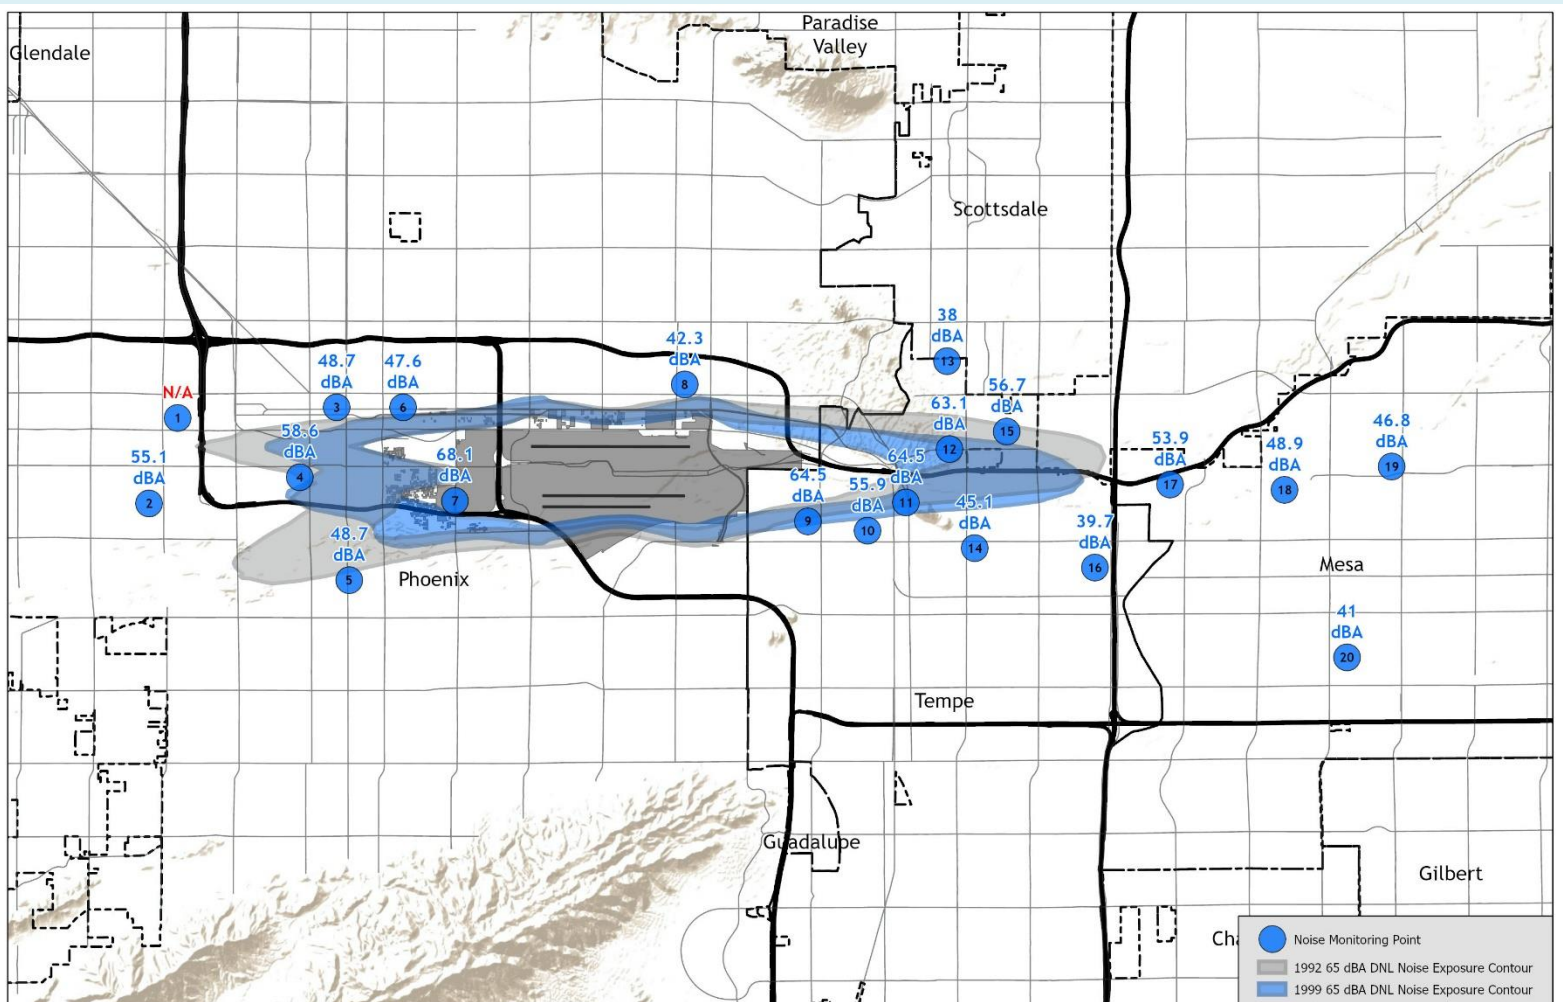 Glendale
Paradise
Valley
Scottsdale
38
dBA
13
42.3
dBA
8
48.7
dBA
3
47.6
dBA
6
N/A
1
56.7
dBA
15
63.1
dBA
12
58.6
dBA
4
68.1
dBA
7
55.1
dBA
2
64.5
dBA
9
55.9
dBA
10
64.5
dBA
11
45.1
dBA
14
53.9
dBA
17
48.9
dBA
18
46.8
dBA
19
48.7
dBA
5
Phoenix
39.7
dBA
16
Mesa
41
dBA
20
Tempe
Guadalupe
Gilbert
Cha
Noise Monitoring Point
1992 65 dBA DNL Noise Exposure Contour
1999 65 dBA DNL Noise Exposure Contour